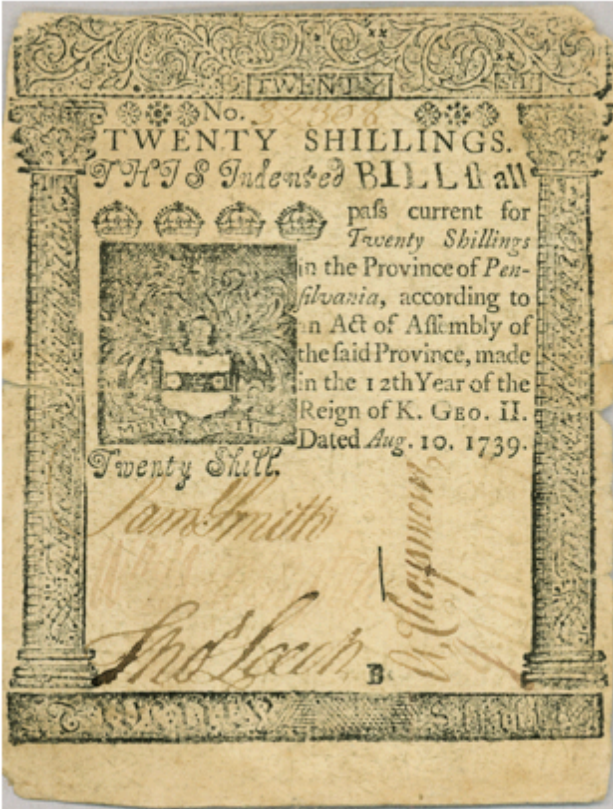 TWENTY SH
No.
TWENTY SHILLINGS.
THIS Indented BILL ſhall
paſs current for
Twenty Shillings
in the Province of Pen-
ſilvania, according to
an Act of Aſſembly of
the ſaid Province, made
in the 12th Year of the
Reign of K. GEO. II.
Dated Aug. 10. 1739.
Twenty Shill.
Sam Smith
B